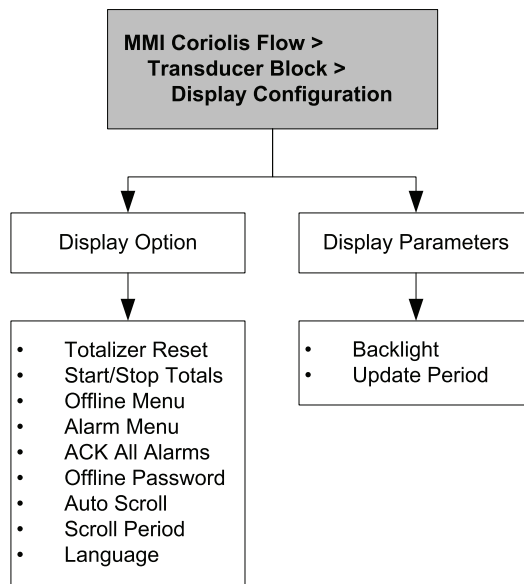 MMI Coriolis Flow >
Transducer Block >
Display Configuration
Display Option
Display Parameters
• Totalizer Reset
• Start/Stop Totals
• Offline Menu
• Alarm Menu
• ACK All Alarms
• Offline Password
• Auto Scroll
• Scroll Period
• Language
• Backlight
• Update Period